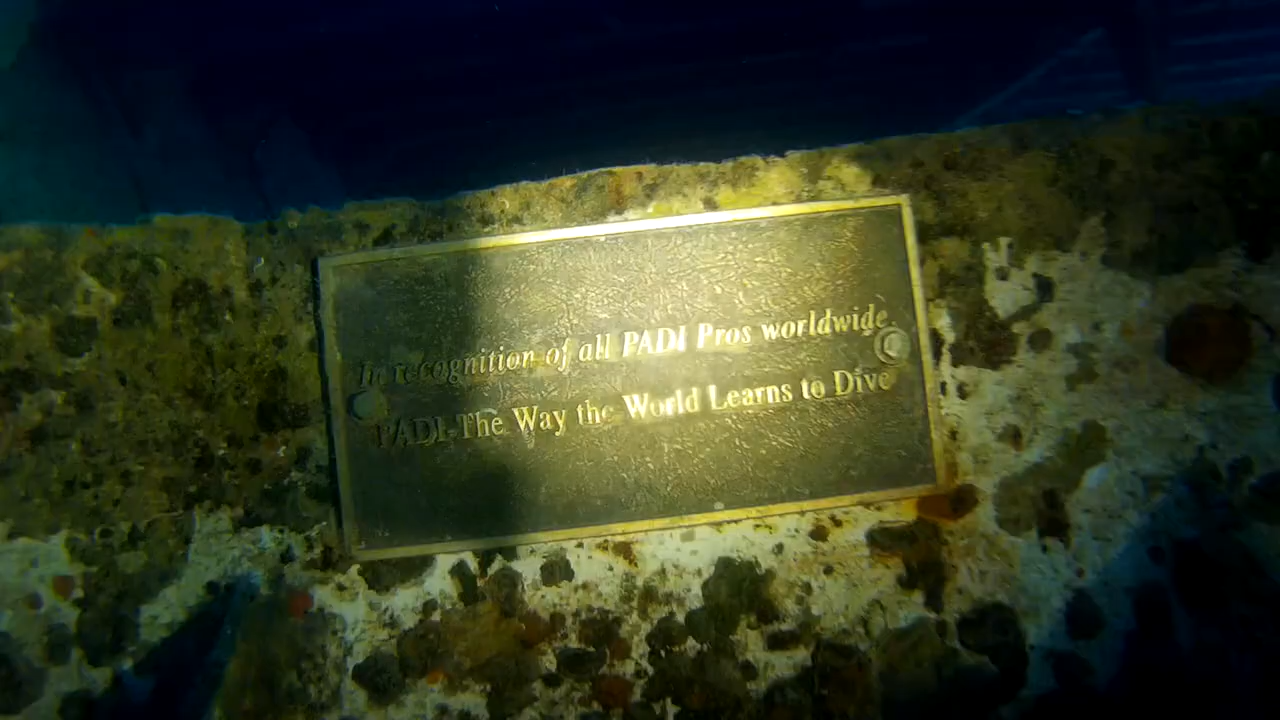 In recognition of all PADI Pros worldwide.
PADI-The Way the World Learns to Dive